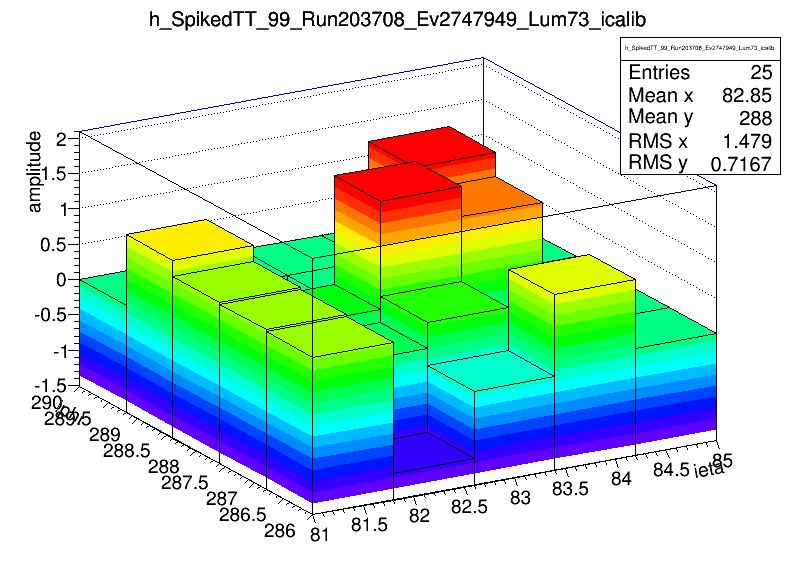 h_SpikedTT_99_Run203708_Ev2747949_Lum73_icalib
h_SpikedTT_99_Run203708_Ev2747949_Lum73_icalib
Entries 25
Mean x 82.85
Mean y 288
RMS x 1.479
RMS y 0.7167
amplitude
2
1.5
1
0.5
0
-0.5
-1
-1.5
290
289.5
289
288.5
288
287.5
287
286.5
286
81
81.5
82
82.5
83
83.5
84
84.5
85
ieta